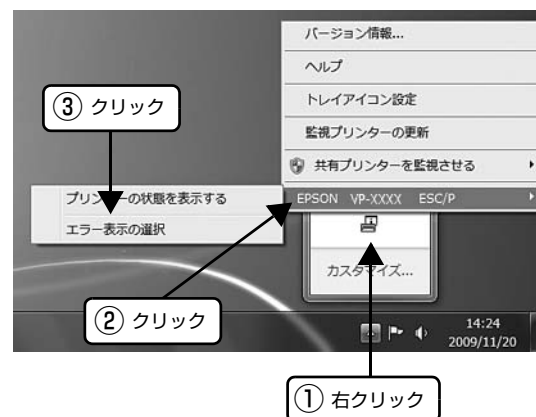 バージョン情報...
ヘルプ
トレイアイコン設定
監視プリンターの更新
共有プリンターを監視させる
EPSON VP-XXXX ESC/P
プリンターの状態を表示する
エラー表示の選択
カスタマイズ...
14:24
2009/11/20
③ クリック
② クリック
① 右クリック